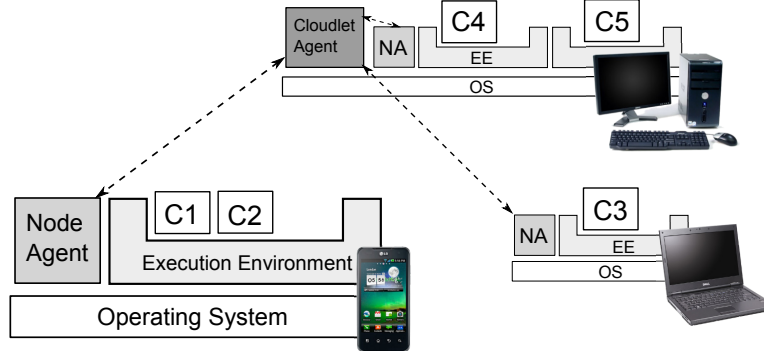 Cloudlet
Agent
NA
C4
C5
EE
OS
Node
Agent
C1
C2
Execution Environment
Operating System
NA
C3
EE
OS
LG